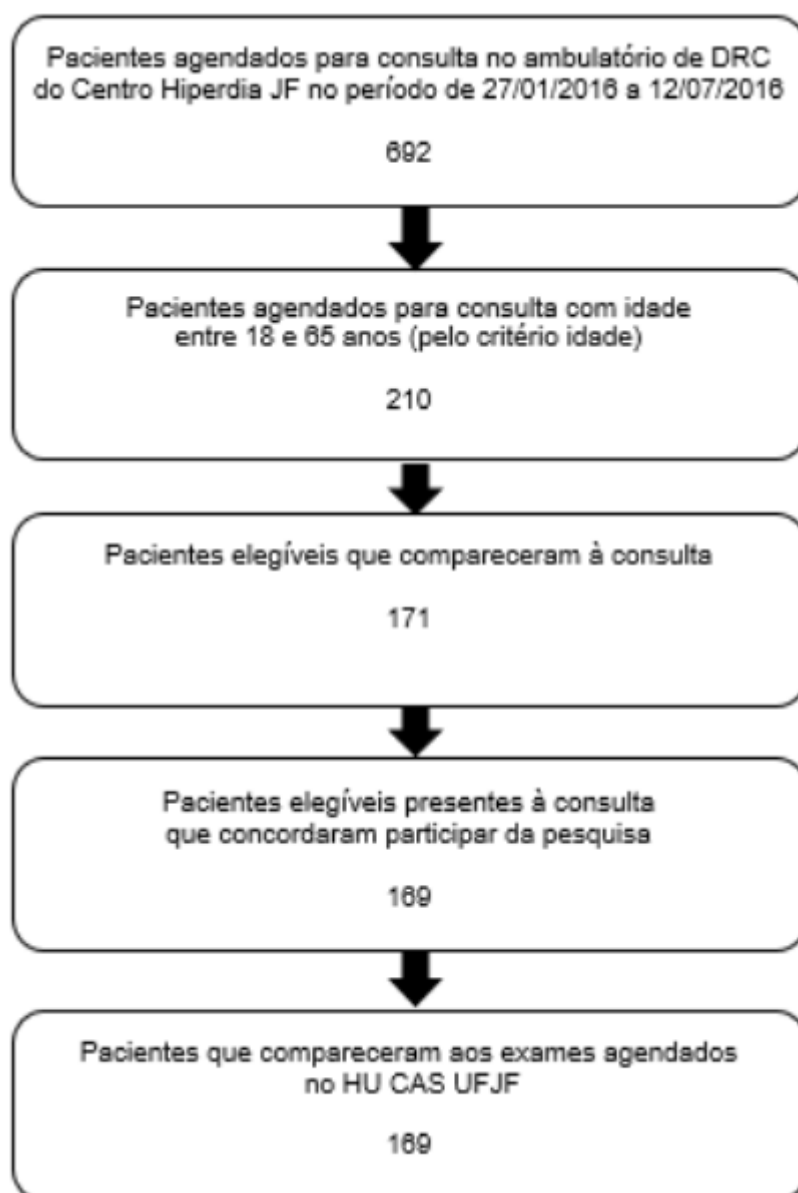 Pacientes agendados para consulta no ambulatório de DRC
do Centro Hiperdia JF no período de 27/01/2016 a 12/07/2016
692
Pacientes agendados para consulta com idade
entre 18 e 65 anos (pelo critério idade)
210
Pacientes elegíveis que compareceram à consulta
171
Pacientes elegíveis presentes à consulta
que concordaram participar da pesquisa
169
Pacientes que compareceram aos exames agendados
no HU CAS UFJF
169